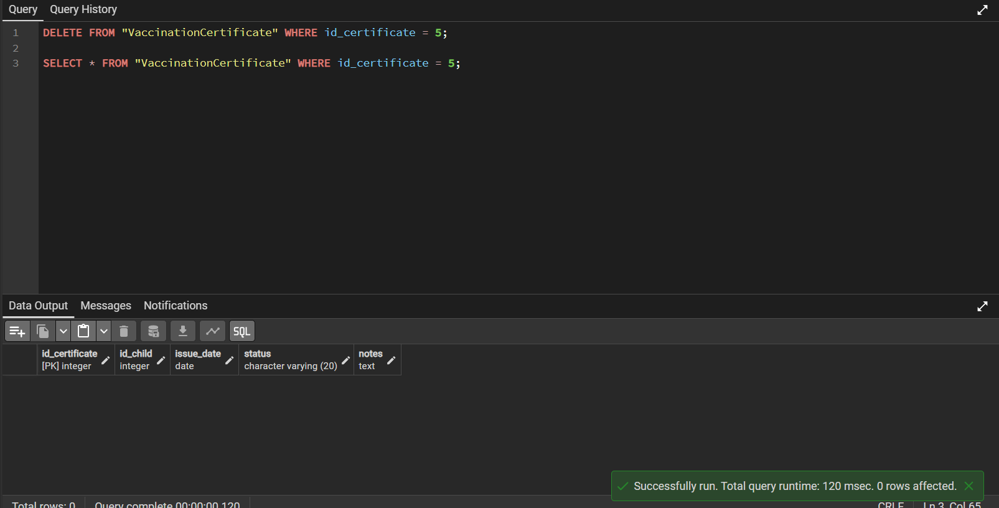 Query Query History
1 DELETE FROM "VaccinationCertificate" WHERE id_certificate = 5;
2
3 SELECT * FROM "VaccinationCertificate" WHERE id_certificate = 5;
Data Output Messages Notifications
SQL
id_certificate id_child issue_date status notes
[PK] integer integer date character varying (20) text
Successfully run. Total query runtime: 120 msec. 0 rows affected.
Total rows: 0 Query complete 00:00:00.120 CRLF Ln 3, Col 65